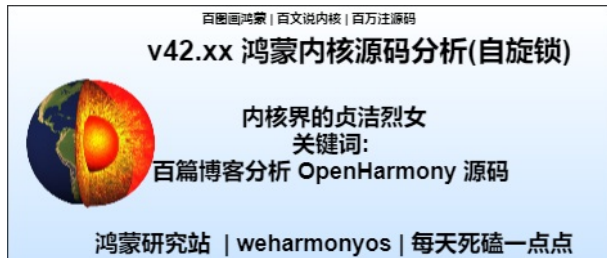 百图画鸿蒙 | 百文说内核 | 百万注源码
v42.xx 鸿蒙内核源码分析(自旋锁)
内核界的贞洁烈女
关键词:
百篇博客分析 OpenHarmony 源码
鸿蒙研究站 | weharmonyos | 每天死磕一点点